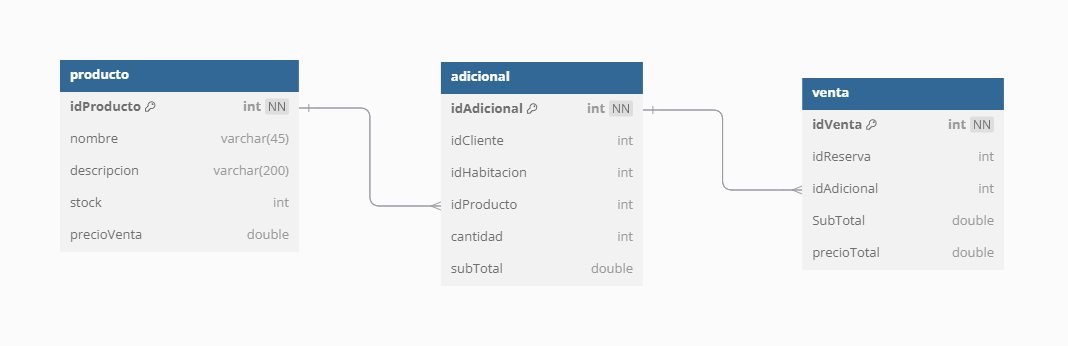 producto
idProducto int NN
nombre varchar(45)
descripcion varchar(200)
stock int
precioVenta double
adicional
idAdicional int NN
idCliente int
idHabitacion int
idProducto int
cantidad int
subTotal double
venta
idVenta int NN
idReserva int
idAdicional int
SubTotal double
precioTotal double